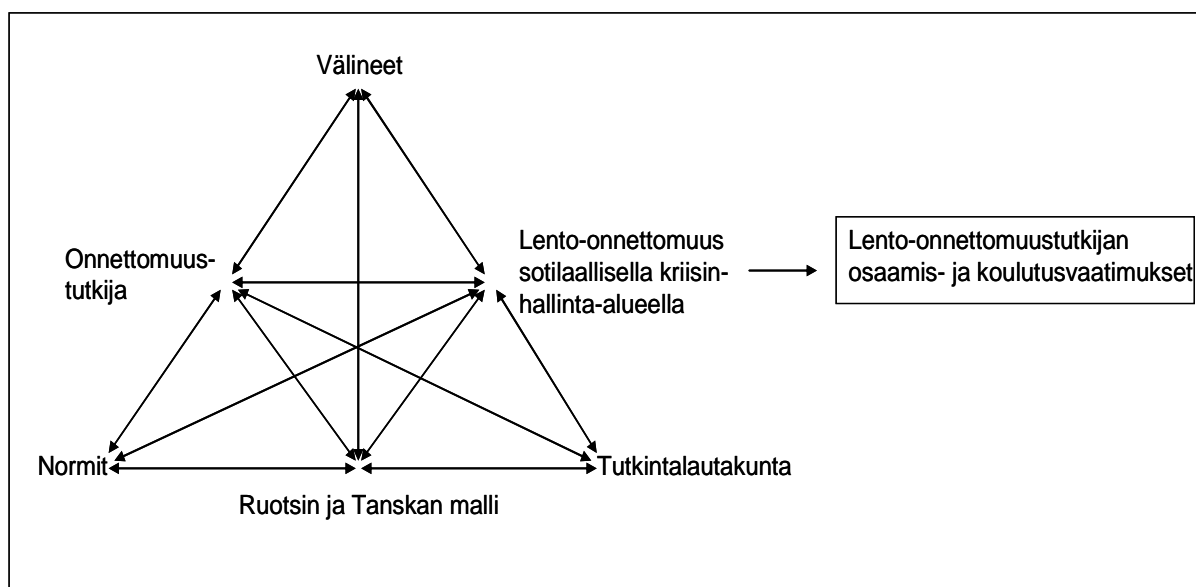 Välineet
Onnettomuus-
tutkija
Lento-onnettomuus
sotilaallisella kriisin-
hallinta-alueella
Lento-onnettomuustutkijan
osaamis- ja koulutusvaatimukset
Normit
Ruotsin ja Tanskan malli
Tutkintalautakunta